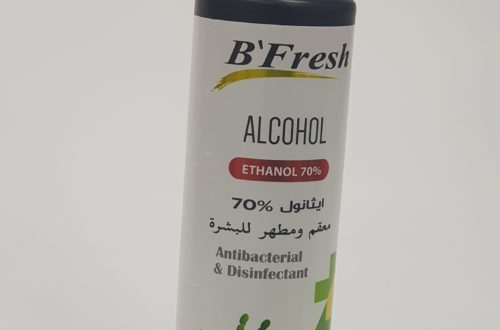 B`Fresh
ALCOHOL
ETHANOL 70%
ايثانول %70
معقم ومطهر للبشرة
Antibacterial
& Disinfectant